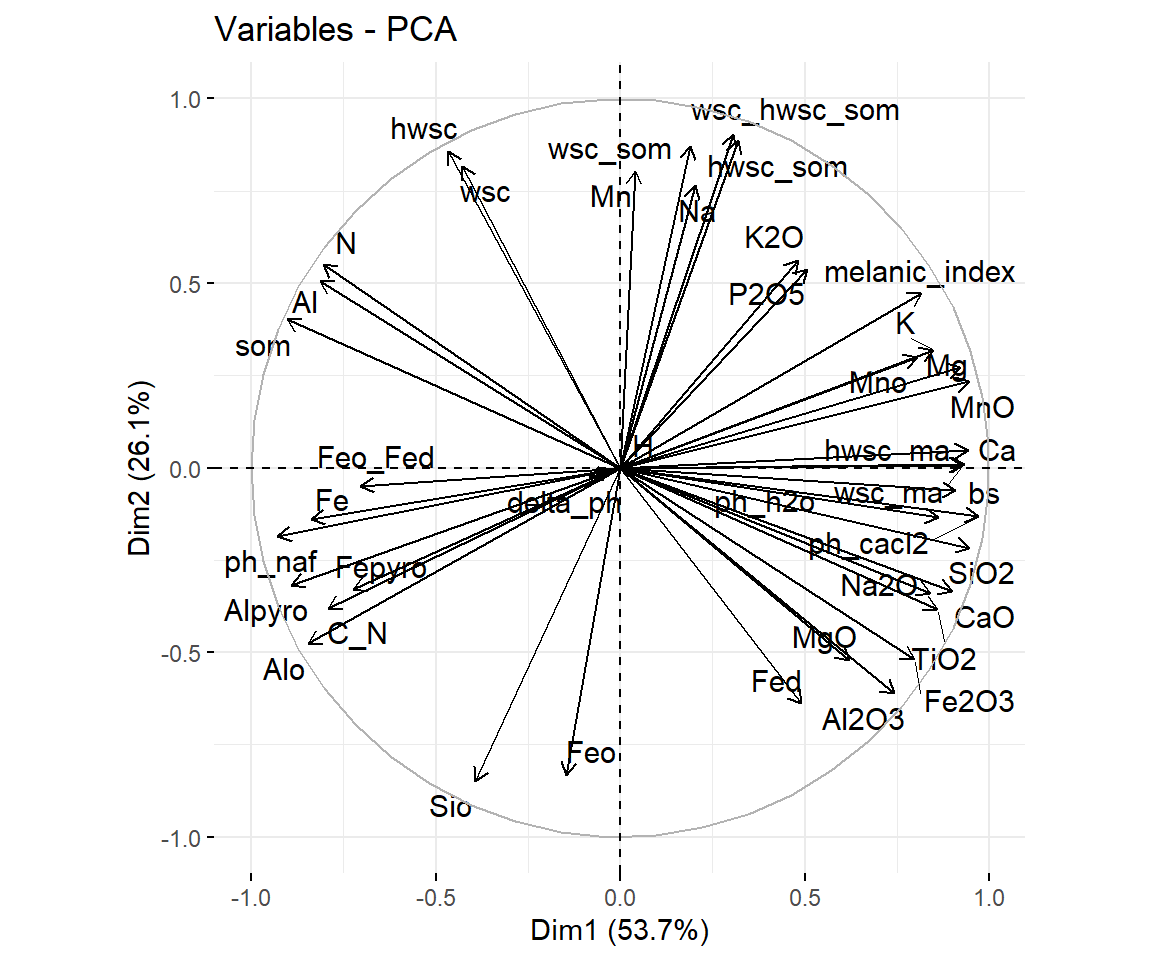 Variables - PCA
1.0
0.5
0.0
-0.5
-1.0
Dim2 (26.1%)
wsc_hwsc_som
hwsc
wsc_som
hwsc_som
wsc
Mn
Na
N
K2O
melanic_index
Al
P2O5
K
som
Mg
Mno
MnO
H
Feo_Fed
hwsc_ma
Ca
Fe
delta_ph
ph_h2o
wsc_ma
bs
ph_naf
Fepyro
ph_cacl2
SiO2
Na2O
Alpyro
CaO
C_N
MgO
Alo
TiO2
Fed
Fe2O3
Al2O3
Feo
Sio
-1.0
-0.5
0.0
0.5
1.0
Dim1 (53.7%)